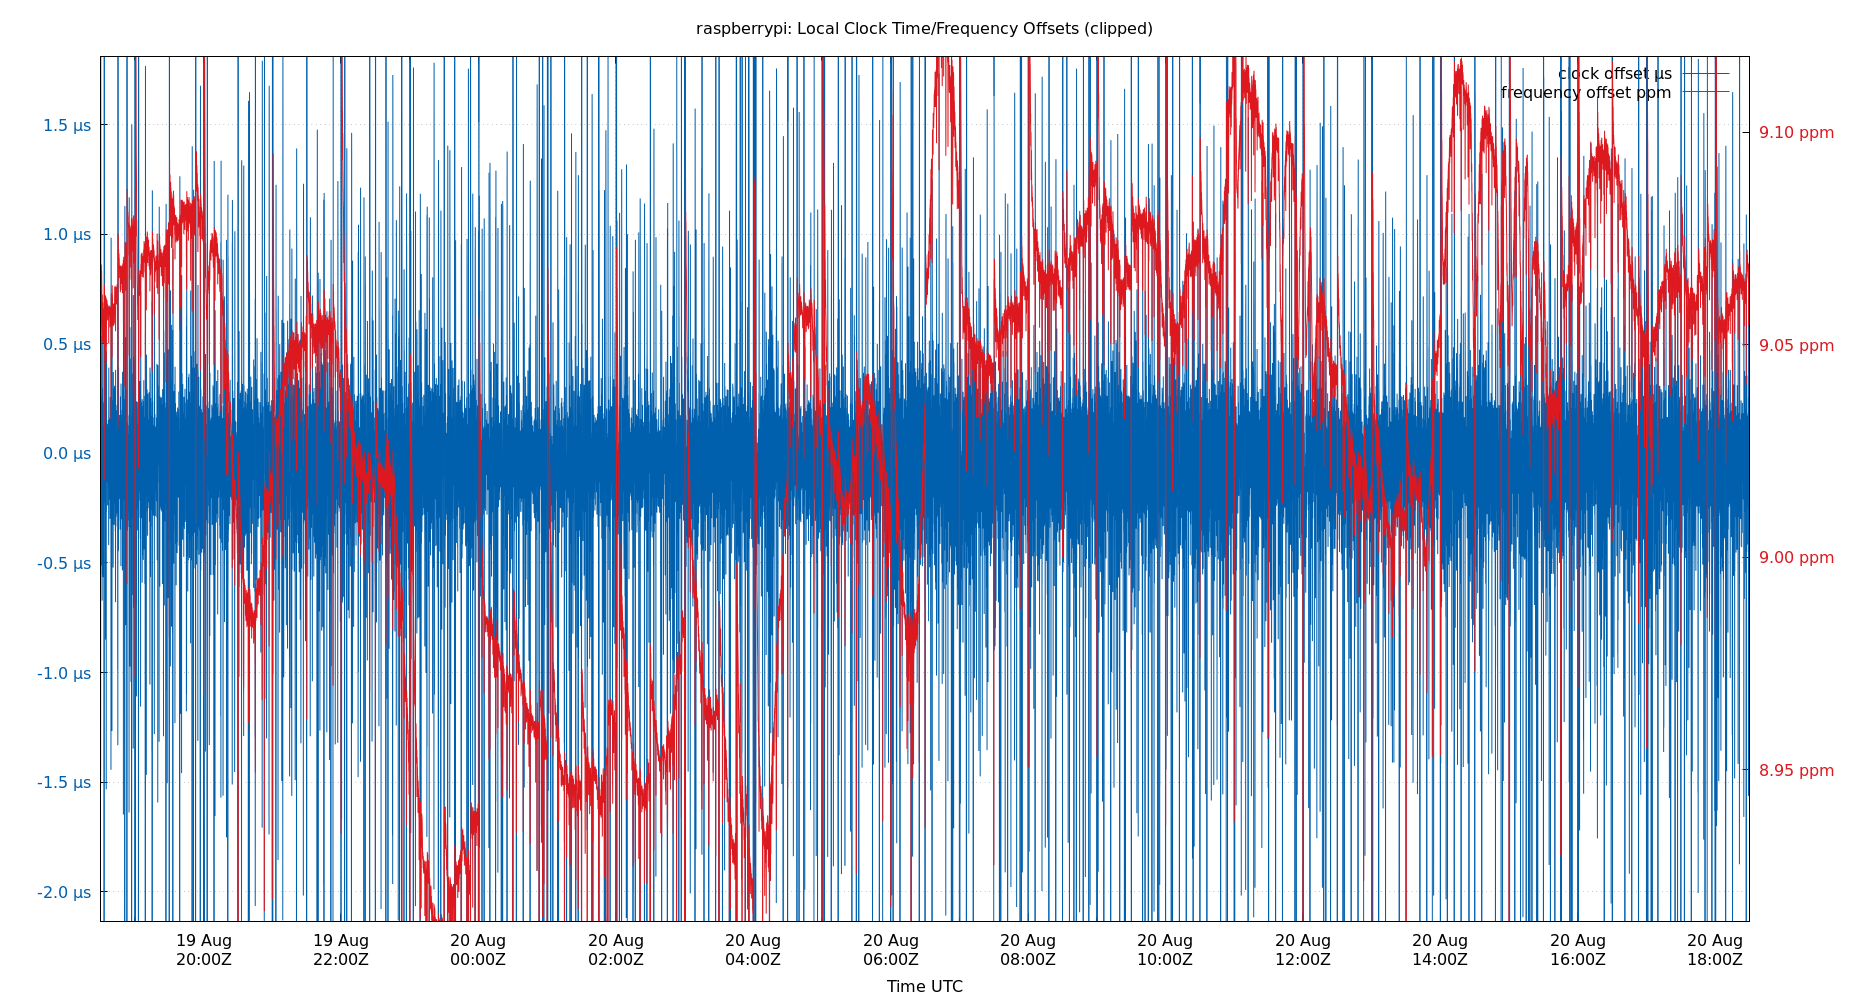 raspberrypi: Local Clock Time/Frequency Offsets (clipped)
clock offset µs
frequency offset ppm
1.5 µs
1.0 µs
0.5 µs
0.0 µs
-0.5 µs
-1.0 µs
-1.5 µs
-2.0 µs
9.10 ppm
9.05 ppm
9.00 ppm
8.95 ppm
19 Aug 19 Aug 20 Aug 20 Aug 20 Aug 20 Aug 20 Aug 20 Aug 20 Aug 20 Aug 20 Aug 20 Aug
20:00Z 22:00Z 00:00Z 02:00Z 04:00Z 06:00Z 08:00Z 10:00Z 12:00Z 14:00Z 16:00Z 18:00Z
Time UTC